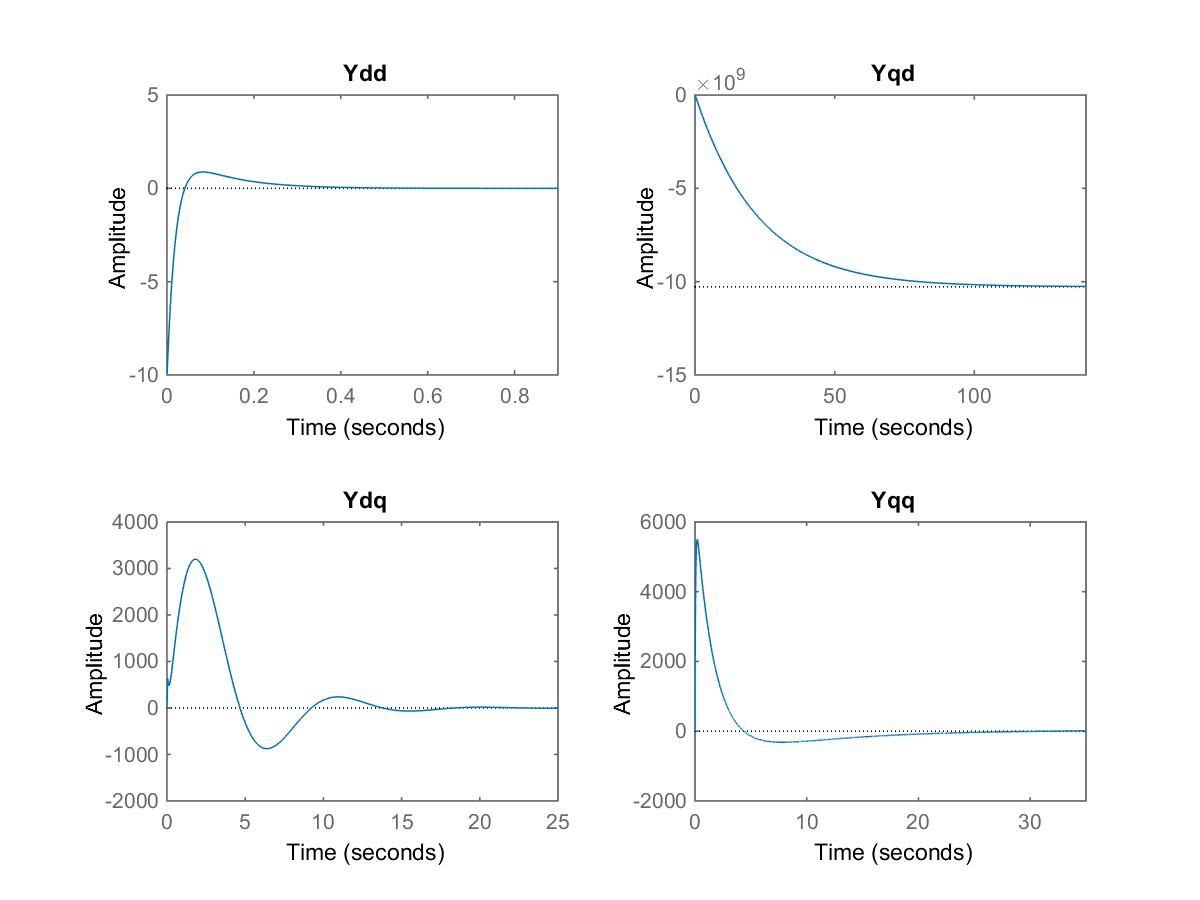 Ydd
5
0
-5
-10
0 0.2 0.4 0.6 0.8
Amplitude
Time (seconds)
Yqd
×10⁹
0
-5
-10
-15
0 50 100
Amplitude
Time (seconds)
Ydq
4000
3000
2000
1000
0
-1000
-2000
0 5 10 15 20 25
Amplitude
Time (seconds)
Yqq
6000
4000
2000
0
-2000
0 10 20 30
Amplitude
Time (seconds)